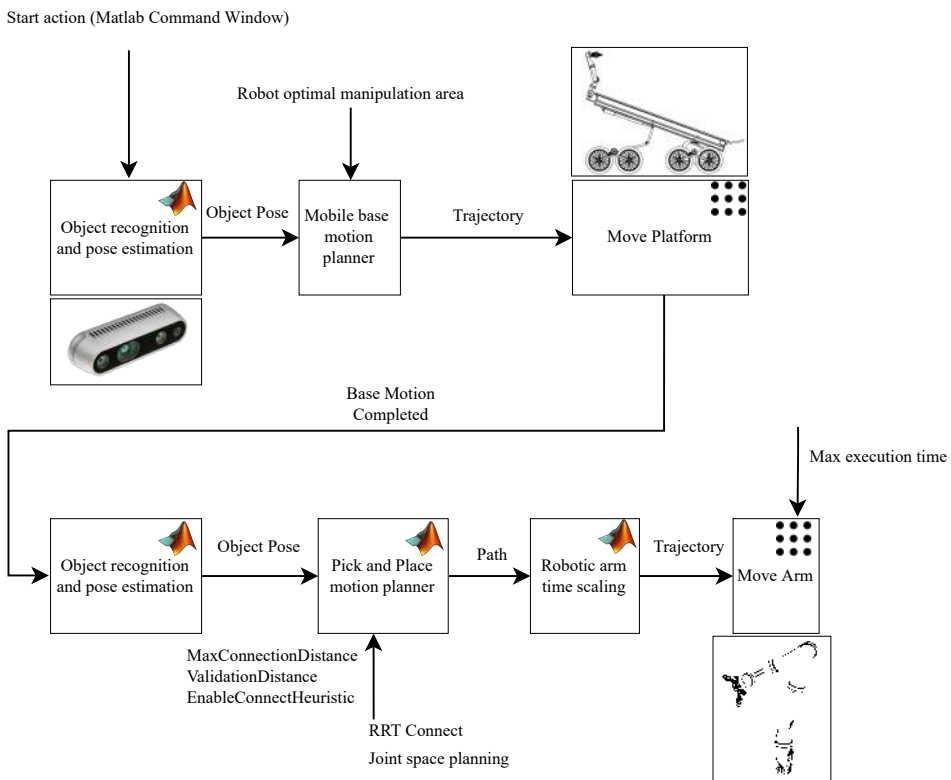 Start action (Matlab Command Window)
Robot optimal manipulation area
Object recognition
and pose estimation
Object Pose
Mobile base
motion
planner
Trajectory
Move Platform
Base Motion
Completed
Max execution time
Object recognition
and pose estimation
Object Pose
Pick and Place
motion planner
Path
Robotic arm
time scaling
Trajectory
Move Arm
MaxConnectionDistance
ValidationDistance
EnableConnectHeuristic
RRT Connect
Joint space planning